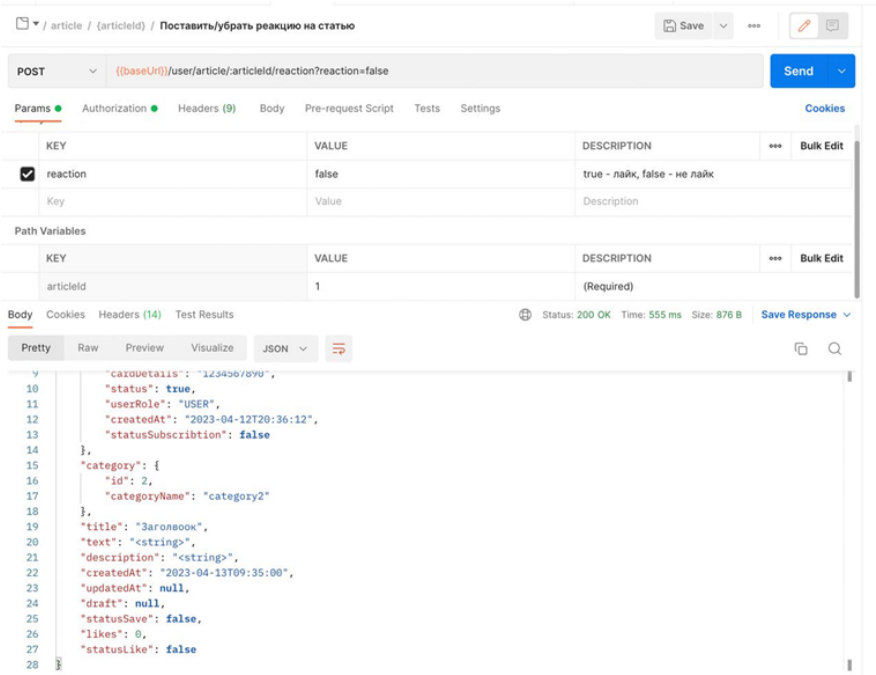 / article / {articleId} / Поставить/убрать реакцию на статью
Save
POST {{baseUrl}}/user/article/:articleId/reaction?reaction=false Send
Params Authorization Headers (9) Body Pre-request Script Tests Settings Cookies
KEY VALUE DESCRIPTION Bulk Edit
reaction false true - лайк, false - не лайк
Key Value Description
Path Variables
KEY VALUE DESCRIPTION Bulk Edit
articleId 1 (Required)
Body Cookies Headers (14) Test Results Status: 200 OK Time: 555 ms Size: 876 B Save Response
Pretty Raw Preview Visualize JSON
9 "cardDetails": "1234567890",
10 "status": true,
11 "userRole": "USER",
12 "createdAt": "2023-04-12T20:36:12",
13 "statusSubscribtion": false
14 },
15 "category": {
16 "id": 2,
17 "categoryName": "category2"
18 },
19 "title": "Заголвоок",
20 "text": "<string>",
21 "description": "<string>",
22 "createdAt": "2023-04-13T09:35:00",
23 "updatedAt": null,
24 "draft": null,
25 "statusSave": false,
26 "likes": 0,
27 "statusLike": false
28 }